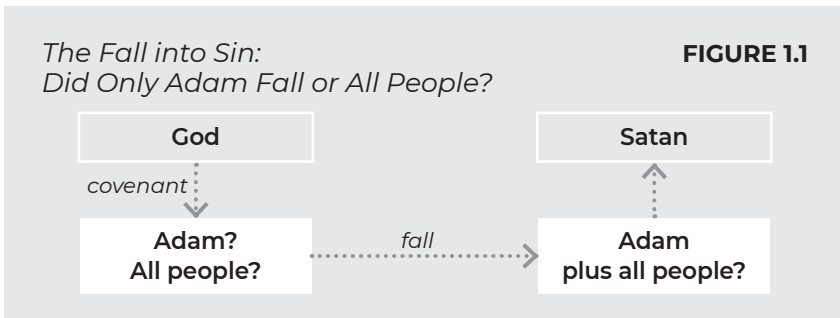 The Fall into Sin:
Did Only Adam Fall or All People?
FIGURE 1.1
God
Satan
covenant
Adam?
All people?
fall
Adam
plus all people?